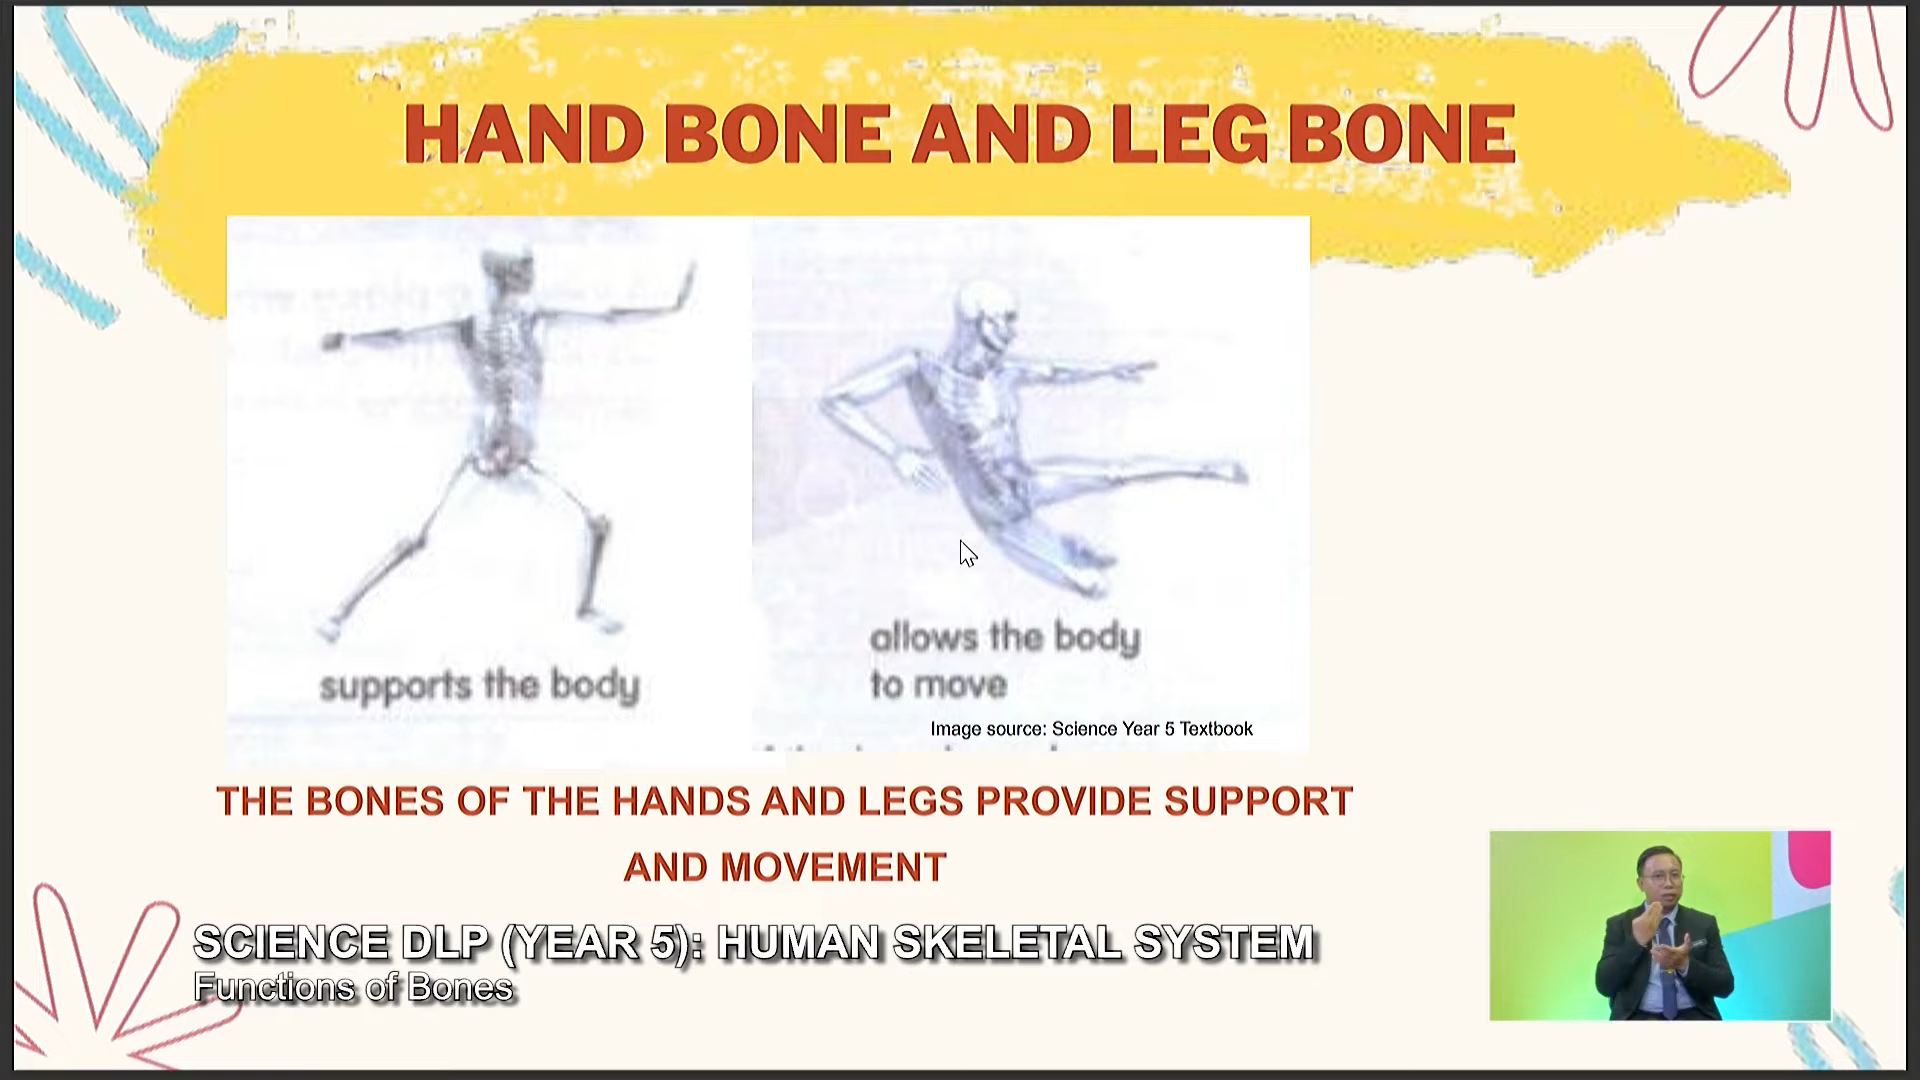 HAND BONE AND LEG BONE
supports the body
allows the body
to move
Image source: Science Year 5 Textbook
THE BONES OF THE HANDS AND LEGS PROVIDE SUPPORT
AND MOVEMENT
SCIENCE DLP (YEAR 5): HUMAN SKELETAL SYSTEM
Functions of Bones